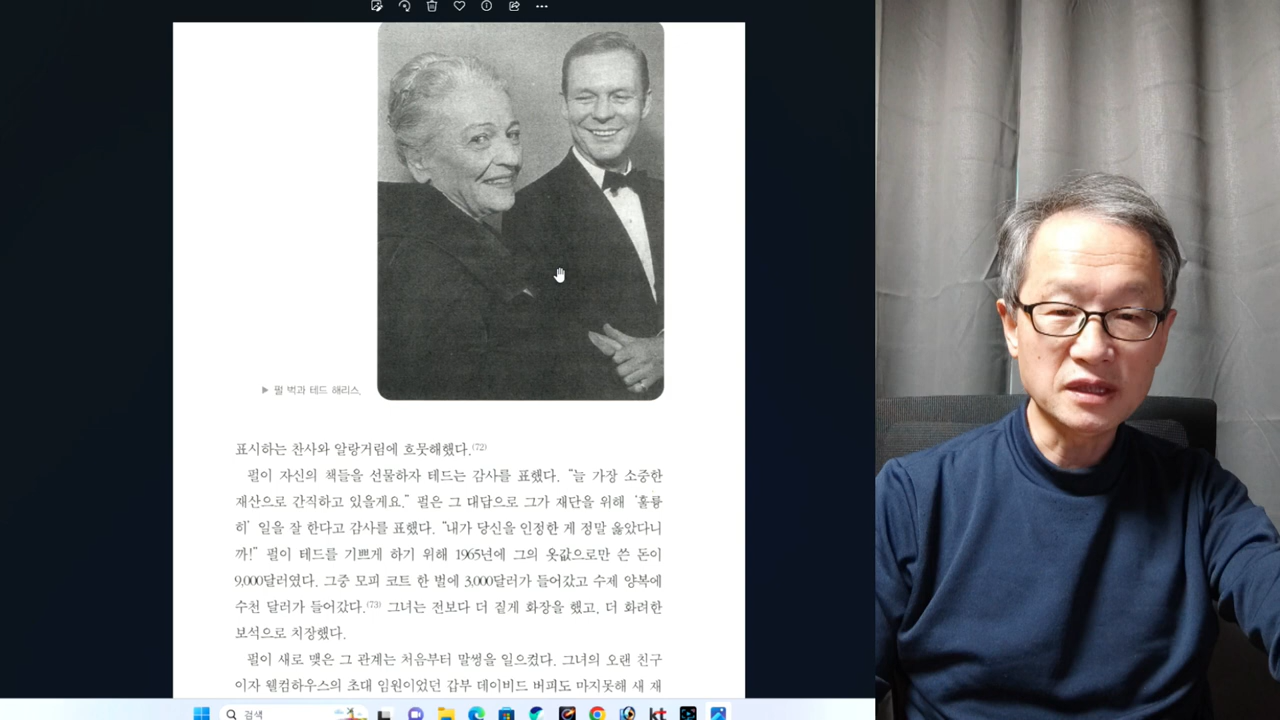 ▶ 펄 벅과 테드 해리스.
표시하는 찬사와 알랑거림에 흐뭇해했다.(72)
펄이 자신의 책들을 선물하자 테드는 감사를 표했다. “늘 가장 소중한
재산으로 간직하고 있을게요.” 펄은 그 대답으로 그가 재단을 위해 ‘훌륭
히’ 일을 잘 한다고 감사를 표했다. “내가 당신을 인정한 게 정말 옳았다니
까!” 펄이 테드를 기쁘게 하기 위해 1965년에 그의 옷값으로만 쓴 돈이
9,000달러였다. 그중 모피 코트 한 벌에 3,000달러가 들어갔고 수제 양복에
수천 달러가 들어갔다.(73) 그녀는 전보다 더 짙게 화장을 했고, 더 화려한
보석으로 치장했다.
펄이 새로 맺은 그 관계는 처음부터 말썽을 일으켰다. 그녀의 오랜 친구
이자 웰컴하우스의 초대 임원이었던 갑부 데이비드 버피도 마지못해 새 재
검색
kt